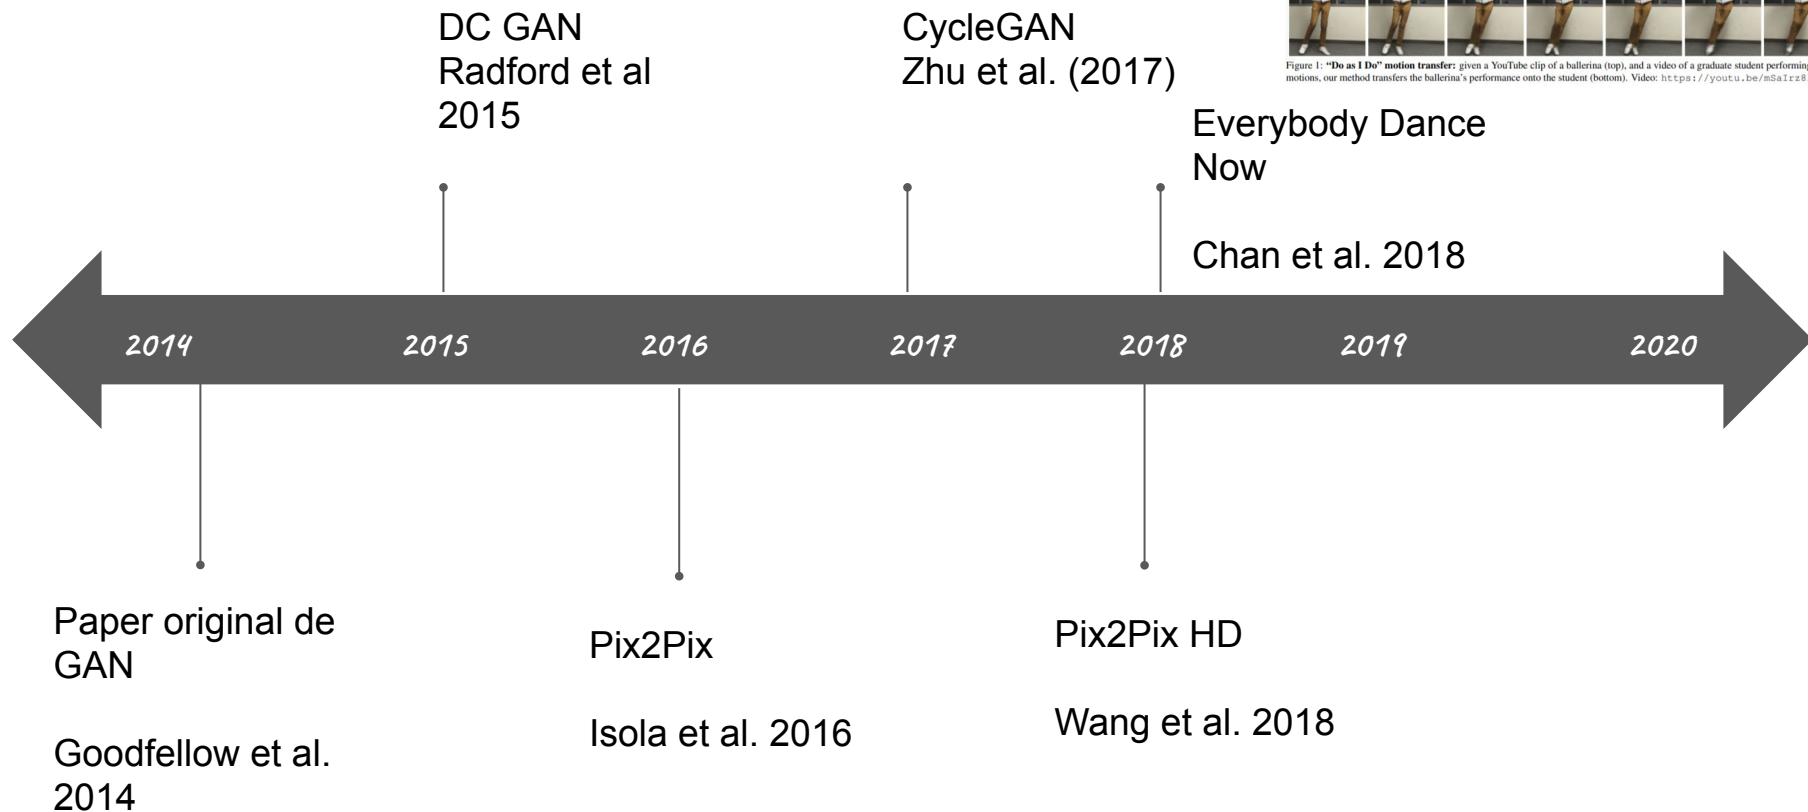 DC GAN
Radford et al
2015
CycleGAN
Zhu et al. (2017)
Figure 1: "Do as I Do" motion transfer: given a YouTube clip of a ballerina (top), and a video of a graduate student performing
motions, our method transfers the ballerina's performance onto the student (bottom). Video: https://youtu.be/mSaIrz8
Everybody Dance
Now
Chan et al. 2018
2014 2015 2016 2017 2018 2019 2020
Paper original de
GAN
Goodfellow et al.
2014
Pix2Pix
Isola et al. 2016
Pix2Pix HD
Wang et al. 2018